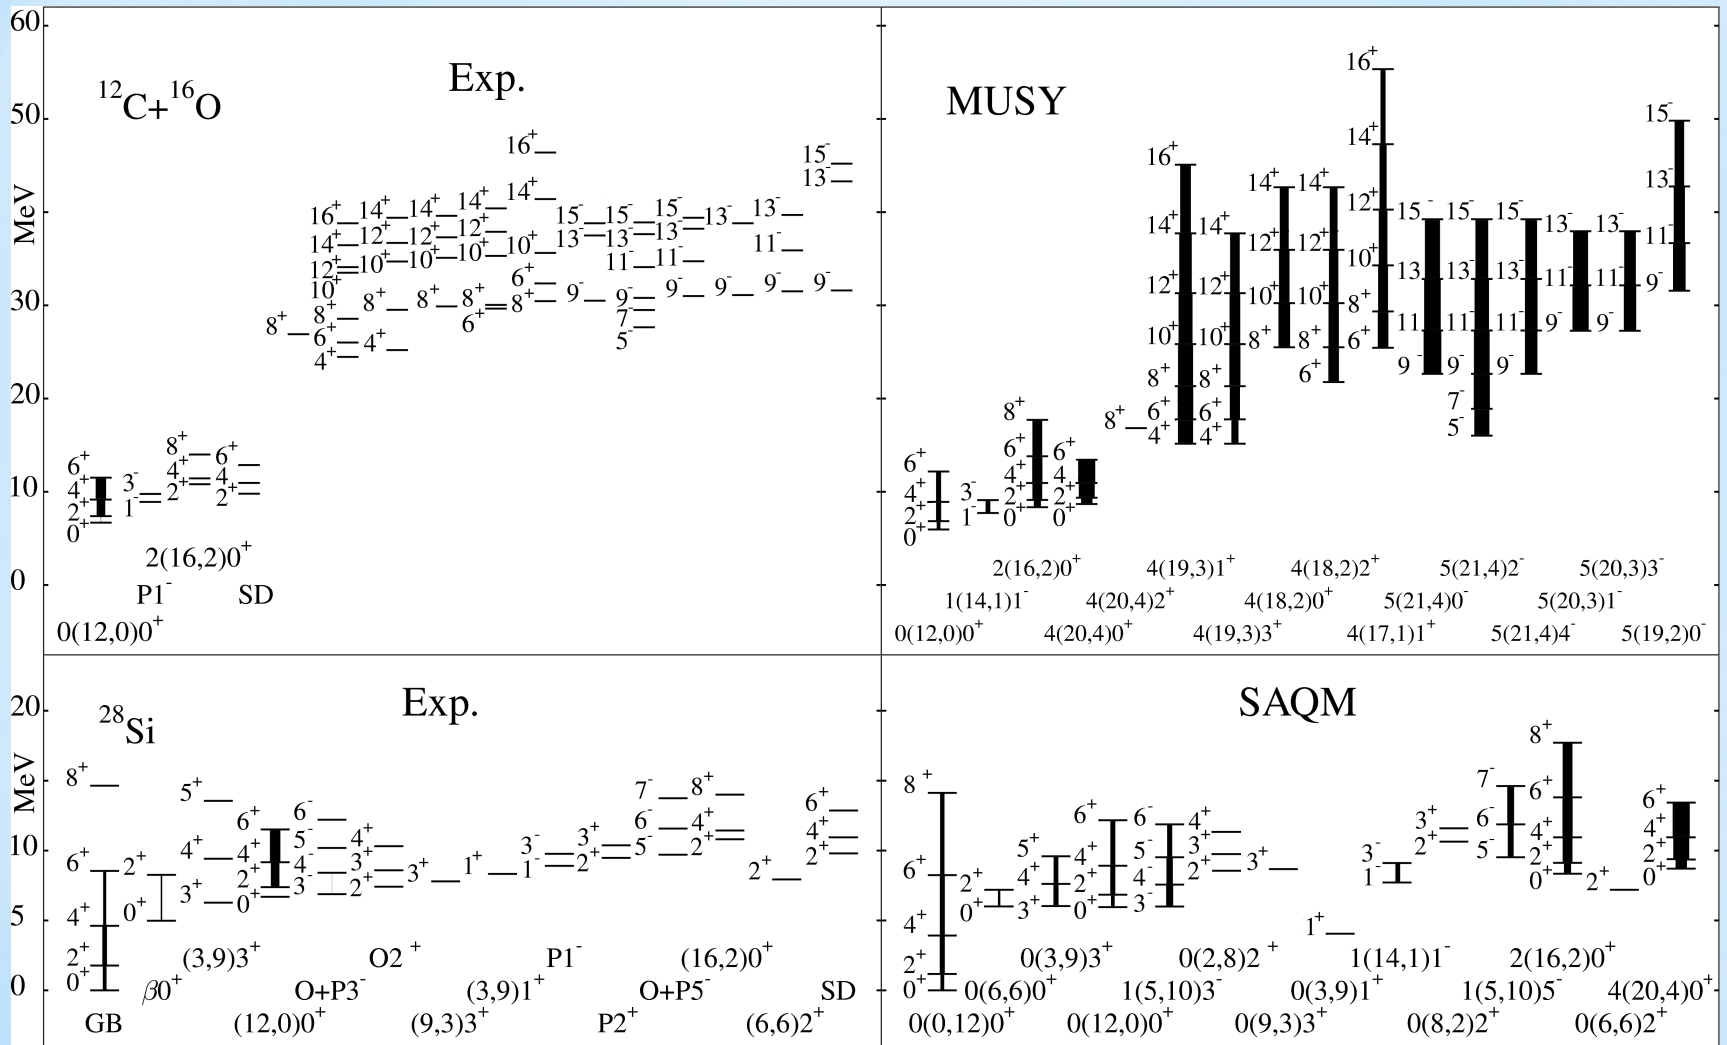 60
50
40
30
20
10
0
MeV
¹²C+¹⁶O
Exp.
6⁺ 4⁺ 2⁺ 0⁺
3⁻ 1⁻
8⁺ 4⁺ 2⁺
6⁺ 4⁺ 2⁺
8⁺
16⁺ 14⁺ 12⁺ 10⁺ 8⁺ 6⁺ 4⁺
14⁺ 12⁺ 10⁺ 8⁺ 4⁺
14⁺ 12⁺ 10⁺ 8⁺
14⁺ 12⁺ 10⁺ 8⁺ 6⁺
16⁺ 14⁺ 10⁺ 6⁺ 8⁺
15⁻ 13⁻ 9⁻
15⁻ 13⁻ 11⁻ 9⁻ 7⁻ 5⁻
15⁻ 13⁻ 11⁻ 9⁻
13⁻ 9⁻
13⁻ 11⁻ 9⁻
15⁻ 13⁻ 9⁻
2(16,2)0⁺
P1⁻ SD
0(12,0)0⁺
MUSY
6⁺ 4⁺ 2⁺ 0⁺
3⁻ 1⁻
8⁺ 6⁺ 4⁺ 2⁺ 0⁺
6⁺ 4⁺ 2⁺ 0⁺
8⁺
16⁺ 14⁺ 12⁺ 10⁺ 8⁺ 6⁺ 4⁺
14⁺ 12⁺ 10⁺ 8⁺ 6⁺ 4⁺
14⁺ 12⁺ 10⁺ 8⁺
14⁺ 12⁺ 10⁺ 8⁺ 6⁺
16⁺ 14⁺ 12⁺ 10⁺ 8⁺ 6⁺
15⁻ 13⁻ 11⁻ 9⁻
15⁻ 13⁻ 11⁻ 9⁻ 7⁻ 5⁻
15⁻ 13⁻ 11⁻ 9⁻
13⁻ 11⁻ 9⁻
13⁻ 11⁻ 9⁻
15⁻ 13⁻ 11⁻ 9⁻
2(16,2)0⁺ 4(19,3)1⁺ 4(18,2)2⁺ 5(21,4)2⁻ 5(20,3)3⁻
1(14,1)1⁻ 4(20,4)2⁺ 4(18,2)0⁺ 5(21,4)0⁻ 5(20,3)1⁻
0(12,0)0⁺ 4(20,4)0⁺ 4(19,3)3⁺ 4(17,1)1⁺ 5(21,4)4⁻ 5(19,2)0⁻
20
MeV
10
5
0
²⁸Si
Exp.
8⁺ 6⁺ 4⁺ 2⁺ 0⁺
2⁺ 0⁺
5⁺ 4⁺ 3⁺
6⁺ 4⁺ 2⁺ 0⁺
6⁻ 5⁻ 4⁻ 3⁻
4⁺ 3⁺ 2⁺
3⁺
1⁺
3⁻ 1⁻
3⁺ 2⁺
7⁻ 6⁻ 5⁻
8⁺ 4⁺ 2⁺
2⁺
6⁺ 4⁺ 2⁺
(3,9)3⁺ O2⁺ P1⁻ (16,2)0⁺
β0⁺ O+P3⁻ (3,9)1⁺ O+P5⁻ SD
GB (12,0)0⁺ (9,3)3⁺ P2⁺ (6,6)2⁺
SAQM
8⁺ 6⁺ 4⁺ 2⁺ 0⁺
2⁺ 0⁺
5⁺ 4⁺ 3⁺
6⁺ 4⁺ 2⁺ 0⁺
6⁻ 5⁻ 4⁻ 3⁻
4⁺ 3⁺ 2⁺
3⁺
1⁺
3⁻ 1⁻
3⁺ 2⁺
7⁻ 6⁻ 5⁻
8⁺ 6⁺ 4⁺ 2⁺ 0⁺
2⁺
6⁺ 4⁺ 2⁺ 0⁺
0(3,9)3⁺ 0(2,8)2⁺ 1(14,1)1⁻ 2(16,2)0⁺
0(6,6)0⁺ 1(5,10)3⁻ 0(3,9)1⁺ 1(5,10)5⁻ 4(20,4)0⁺
0(0,12)0⁺ 0(12,0)0⁺ 0(9,3)3⁺ 0(8,2)2⁺ 0(6,6)2⁺